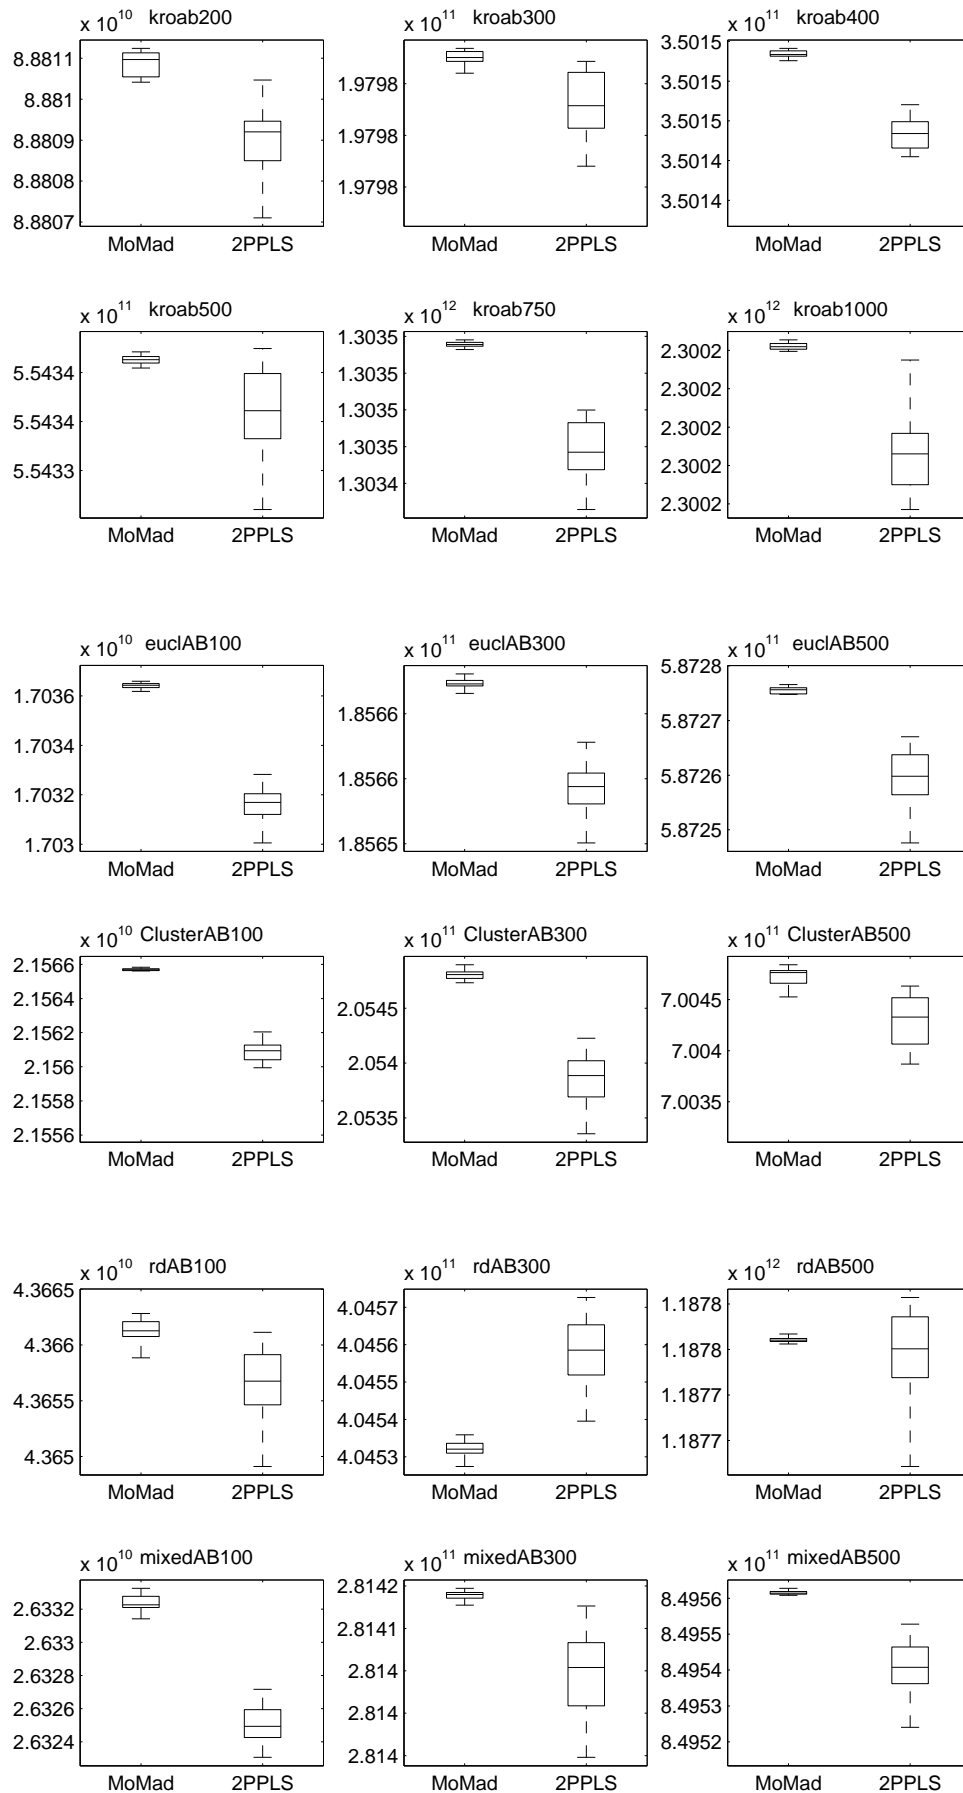 x 10^10 kroab200
8.8811
8.881
8.8809
8.8808
8.8807
MoMad 2PPLS
x 10^11 kroab300
1.9798
1.9798
1.9798
MoMad 2PPLS
x 10^11 kroab400
3.5015
3.5015
3.5015
3.5014
3.5014
MoMad 2PPLS
x 10^11 kroab500
5.5434
5.5434
5.5433
MoMad 2PPLS
x 10^12 kroab750
1.3035
1.3035
1.3035
1.3035
1.3034
MoMad 2PPLS
x 10^12 kroab1000
2.3002
2.3002
2.3002
2.3002
2.3002
MoMad 2PPLS
x 10^10 euclAB100
1.7036
1.7034
1.7032
1.703
MoMad 2PPLS
x 10^11 euclAB300
1.8566
1.8566
1.8565
MoMad 2PPLS
x 10^11 euclAB500
5.8728
5.8727
5.8726
5.8725
MoMad 2PPLS
x 10^10 ClusterAB100
2.1566
2.1564
2.1562
2.156
2.1558
2.1556
MoMad 2PPLS
x 10^11 ClusterAB300
2.0545
2.054
2.0535
MoMad 2PPLS
x 10^11 ClusterAB500
7.0045
7.004
7.0035
MoMad 2PPLS
x 10^10 rdAB100
4.3665
4.366
4.3655
4.365
MoMad 2PPLS
x 10^11 rdAB300
4.0457
4.0456
4.0455
4.0454
4.0453
MoMad 2PPLS
x 10^12 rdAB500
1.1878
1.1878
1.1877
1.1877
MoMad 2PPLS
x 10^10 mixedAB100
2.6332
2.633
2.6328
2.6326
2.6324
MoMad 2PPLS
x 10^11 mixedAB300
2.8142
2.8141
2.814
2.814
2.814
MoMad 2PPLS
x 10^11 mixedAB500
8.4956
8.4955
8.4954
8.4953
8.4952
MoMad 2PPLS